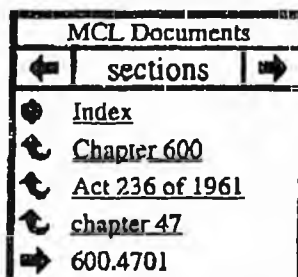 MCL Documents
sections
Index
Chapter 600
Act 236 of 1961
chapter 47
600.4701